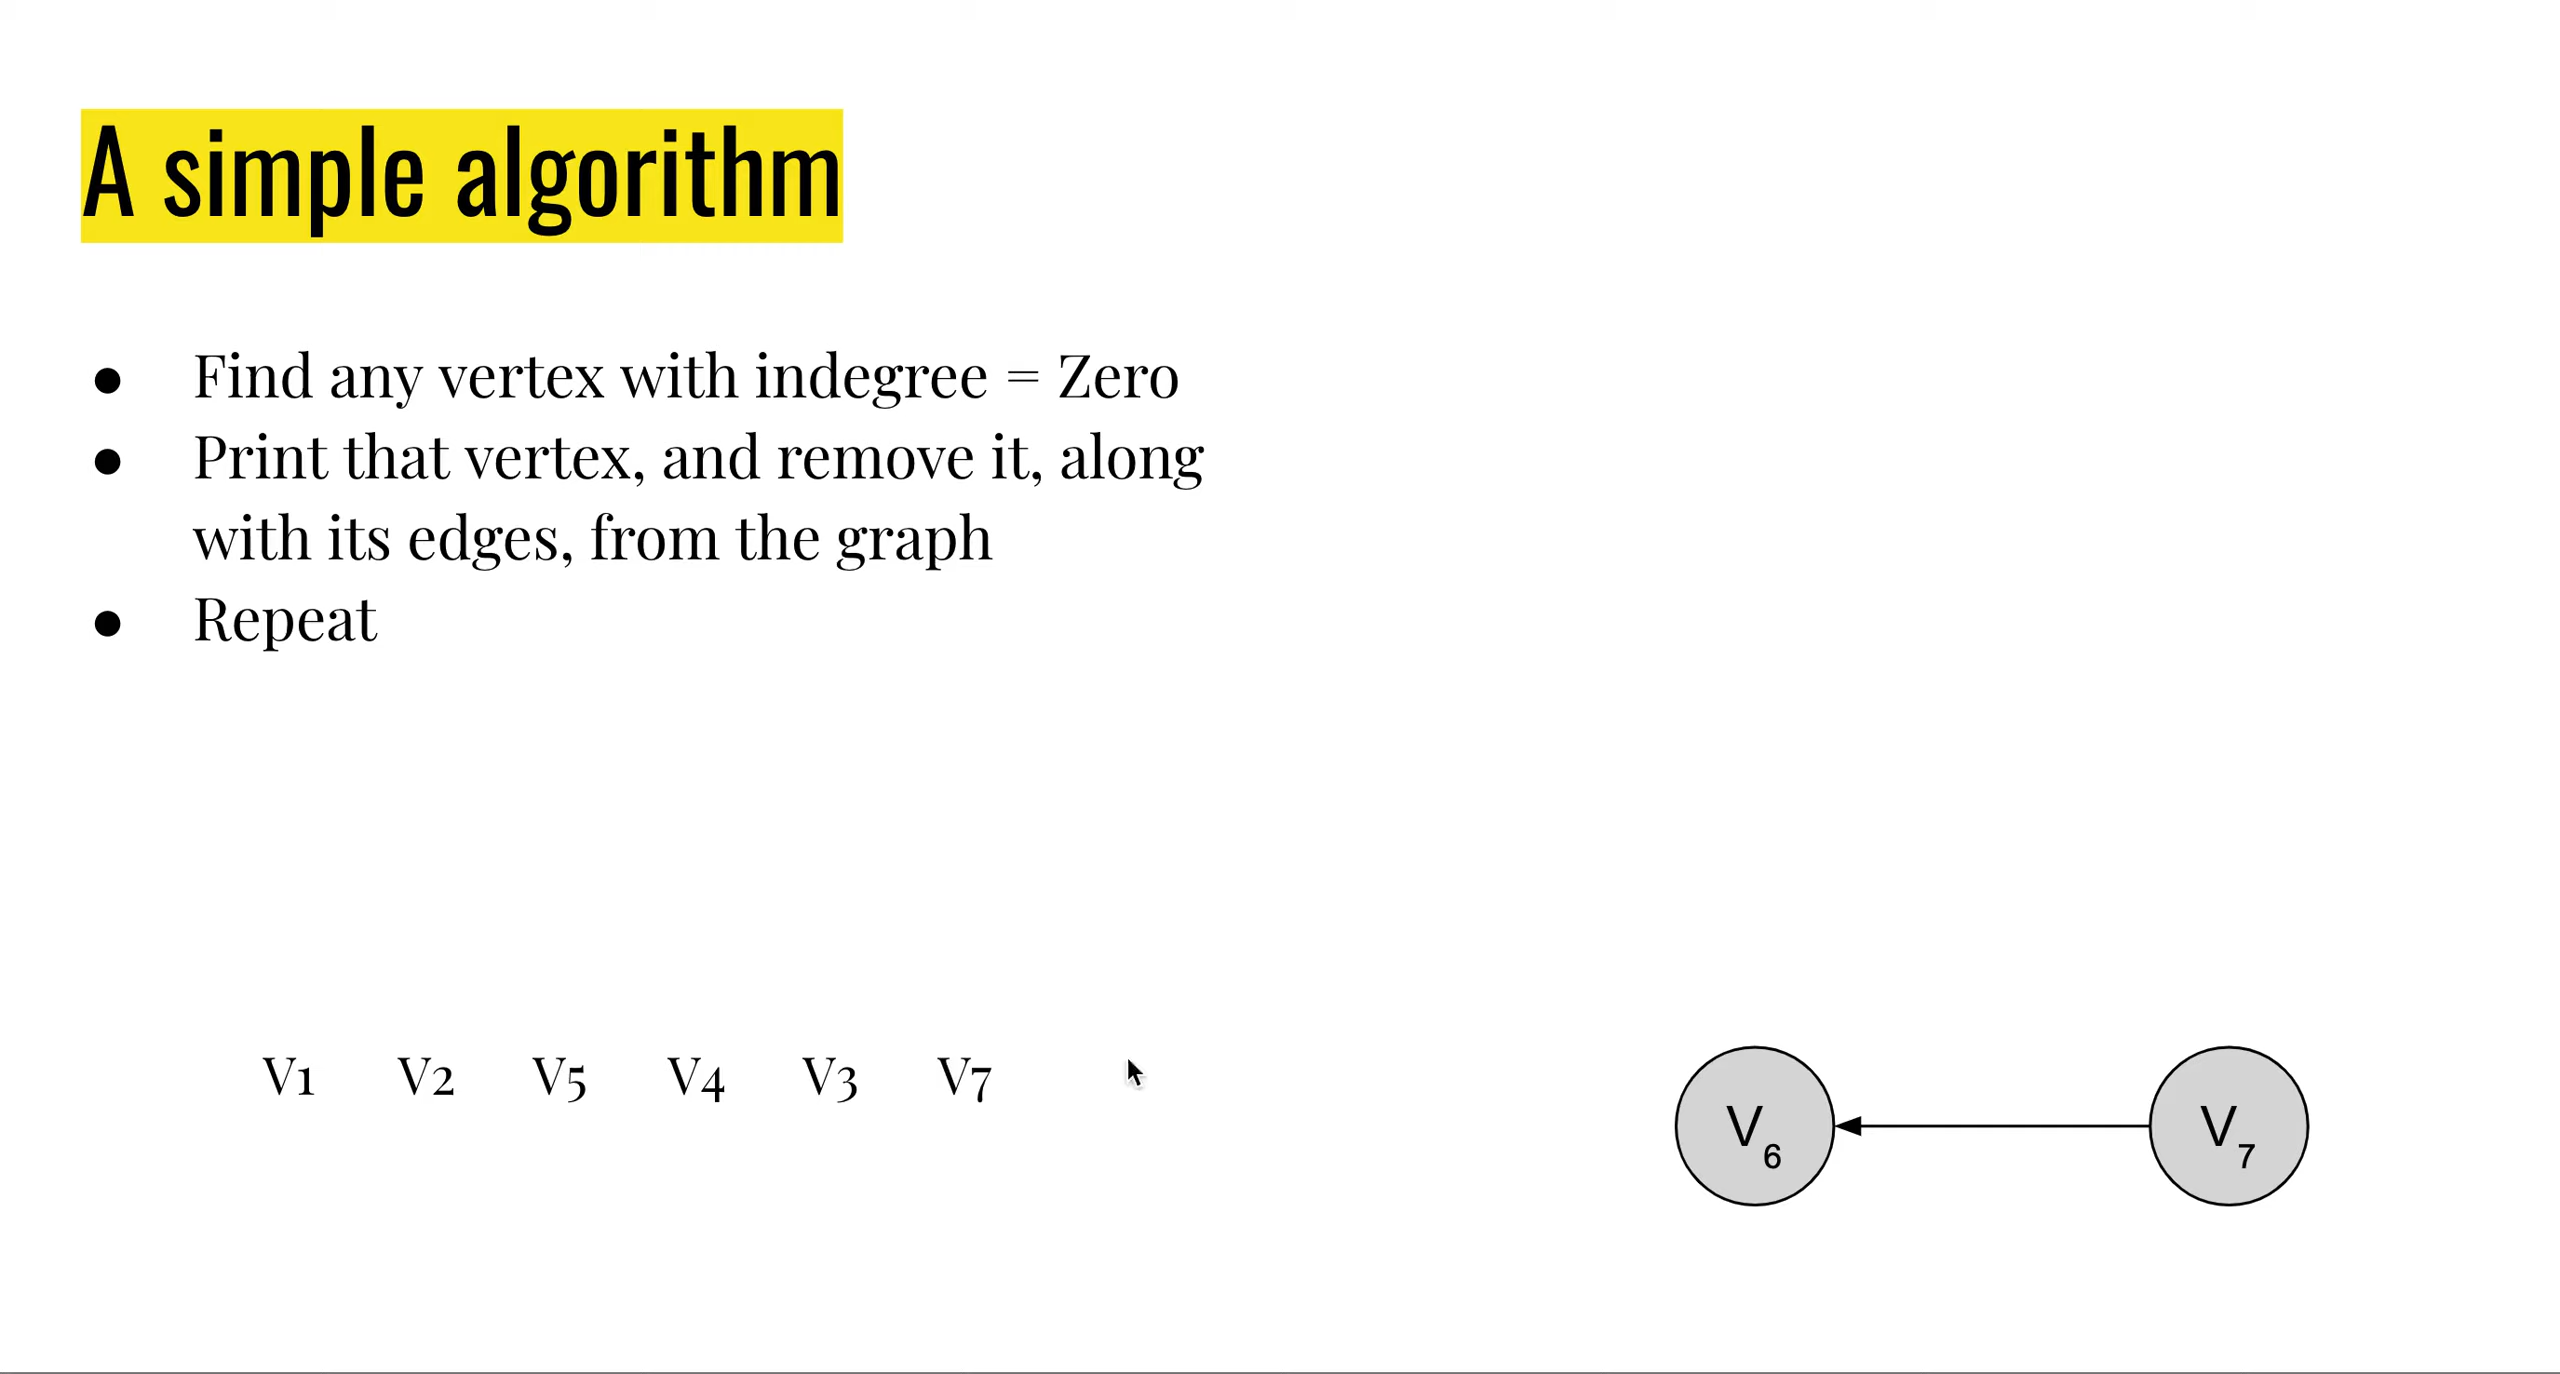 A simple algorithm
● Find any vertex with indegree = Zero
● Print that vertex, and remove it, along
with its edges, from the graph
● Repeat
V1 V2 V5 V4 V3 V7
V6 V7